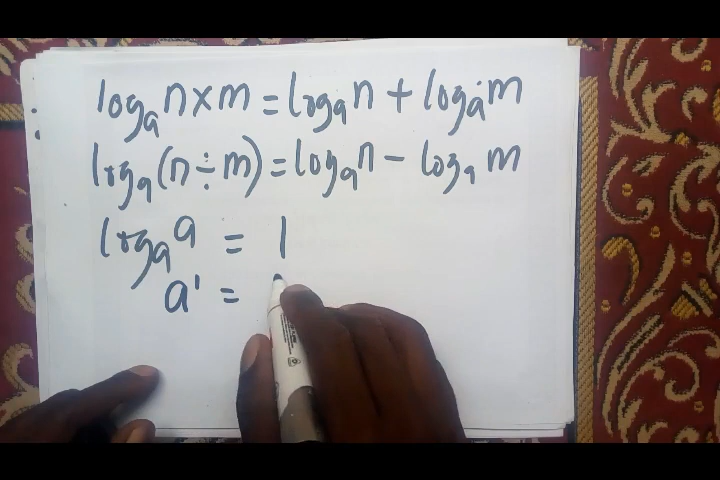 logₐ n×m = logₐ n + logₐ m
logₐ (n ÷ m) = logₐ n − logₐ m
logₐ a = 1
a¹ =